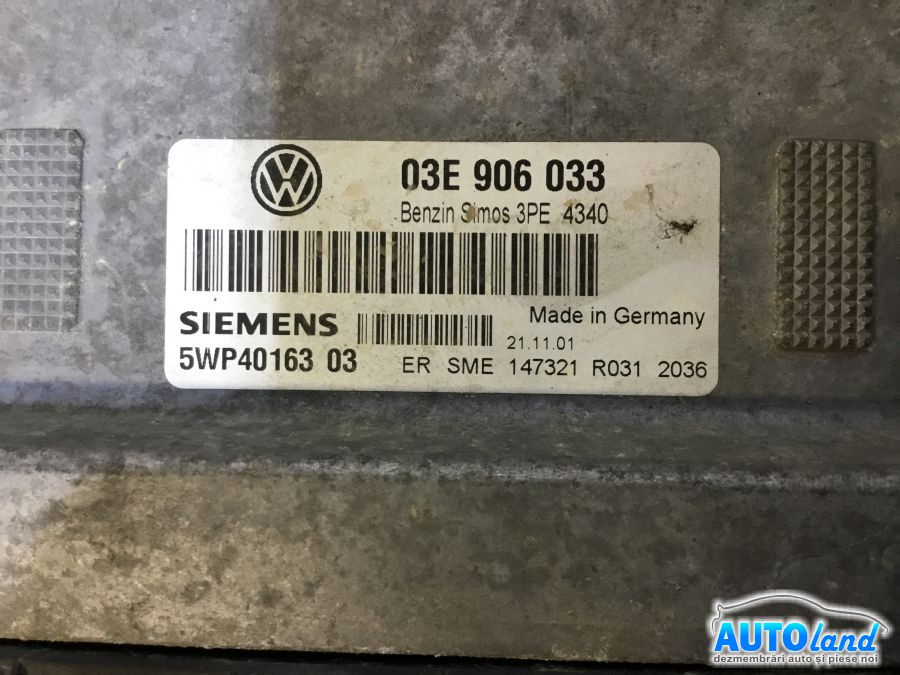 03E 906 033
Benzin Simos 3PE 4340
SIEMENS
Made in Germany
21.11.01
5WP40163 03
ER SME 147321 R031 2036
AUTOland
dezmembrări auto și piese noi